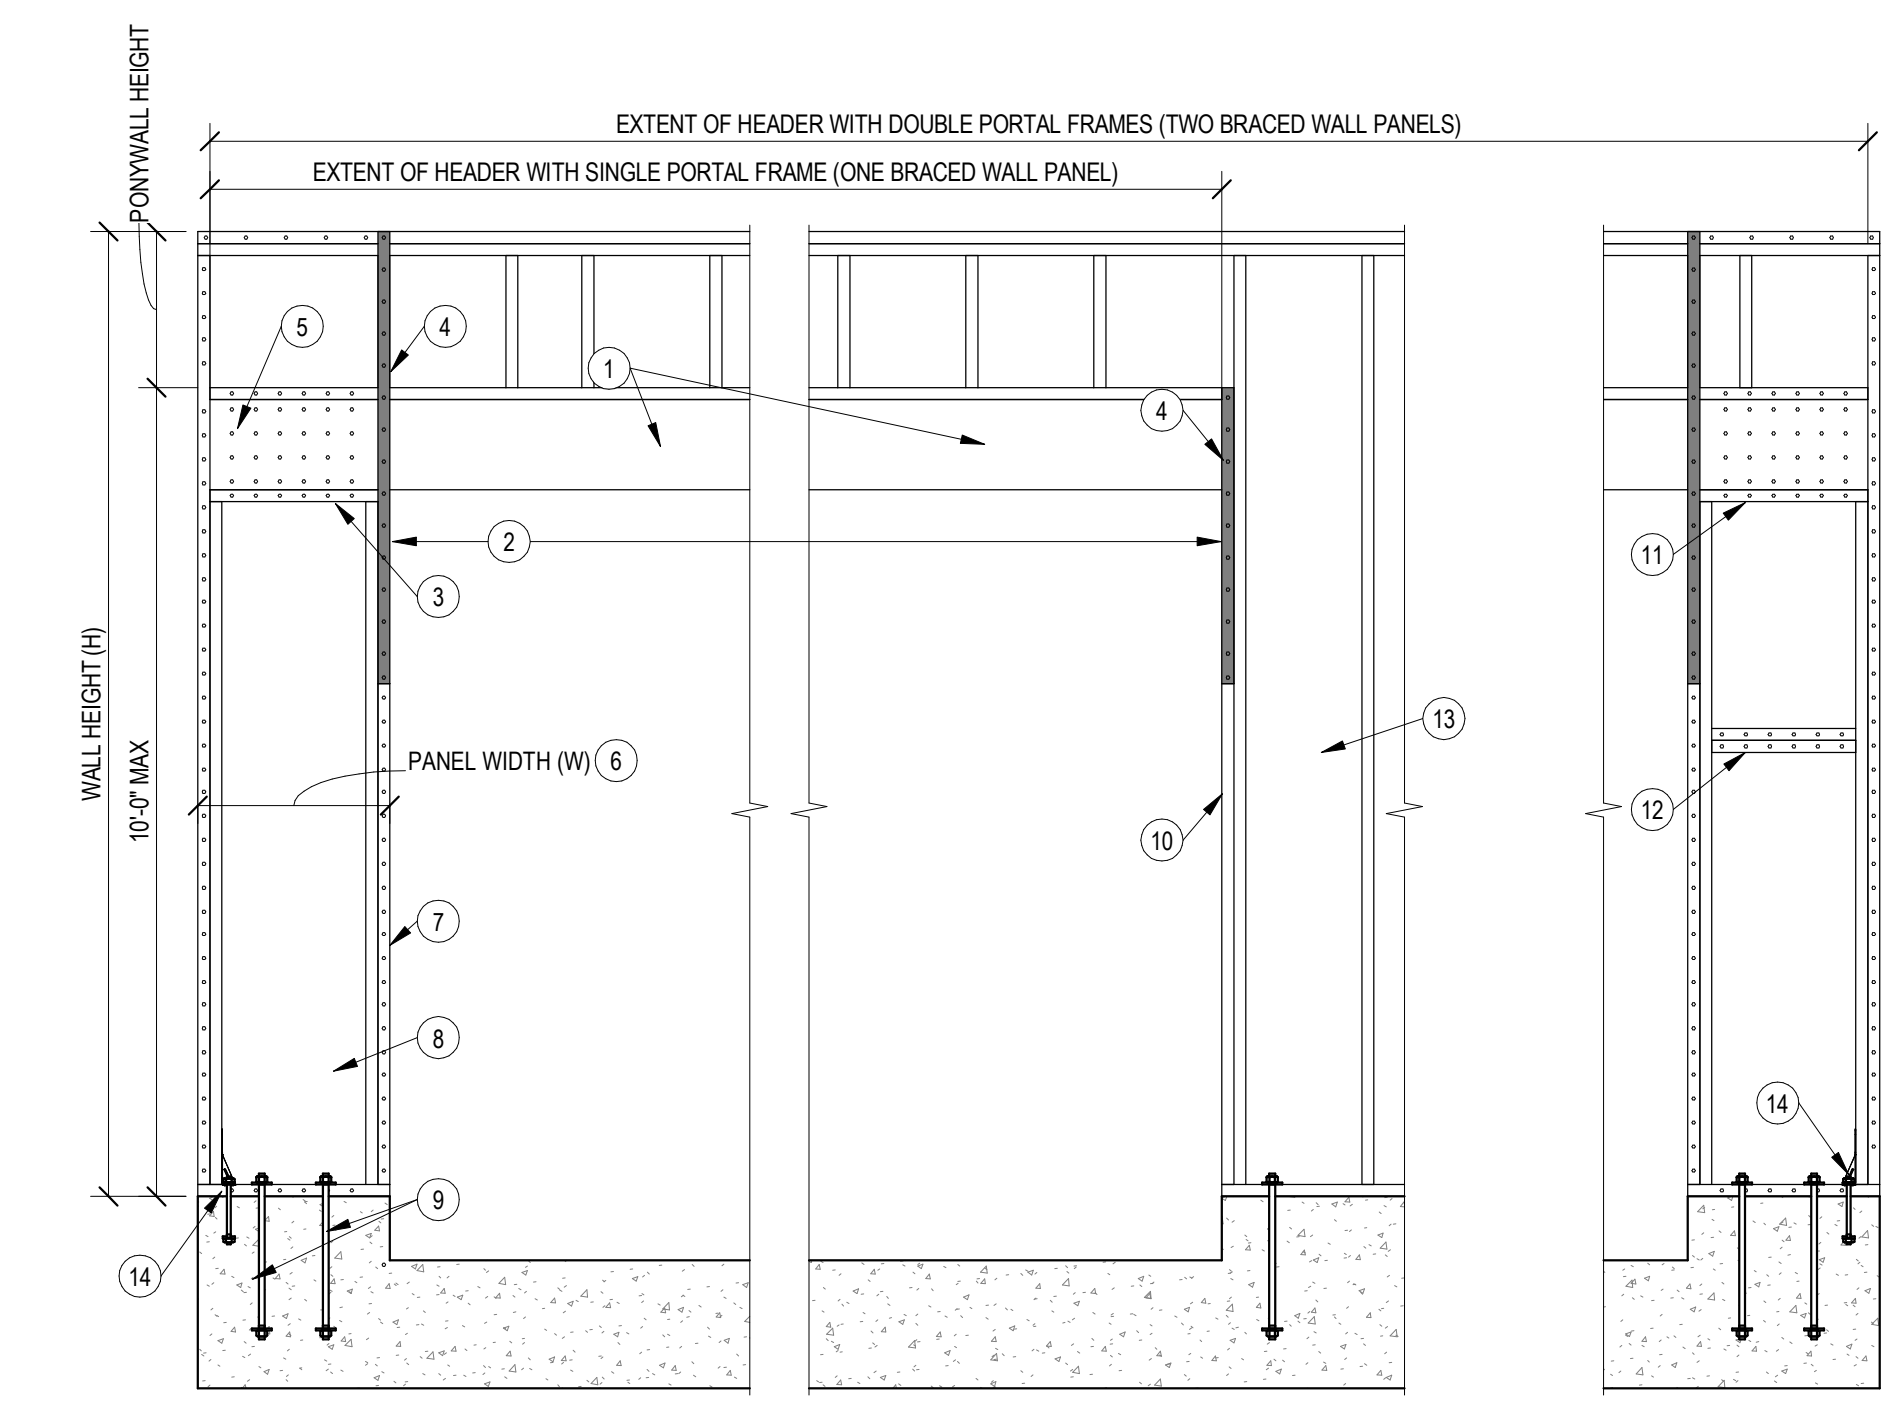 PONYWALL HEIGHT
EXTENT OF HEADER WITH DOUBLE PORTAL FRAMES (TWO BRACED WALL PANELS)
EXTENT OF HEADER WITH SINGLE PORTAL FRAME (ONE BRACED WALL PANEL)
5
4
1
4
2
11
3
WALL HEIGHT (H)
10'-0" MAX
13
PANEL WIDTH (W) 6
12
10
7
8
14
9
14